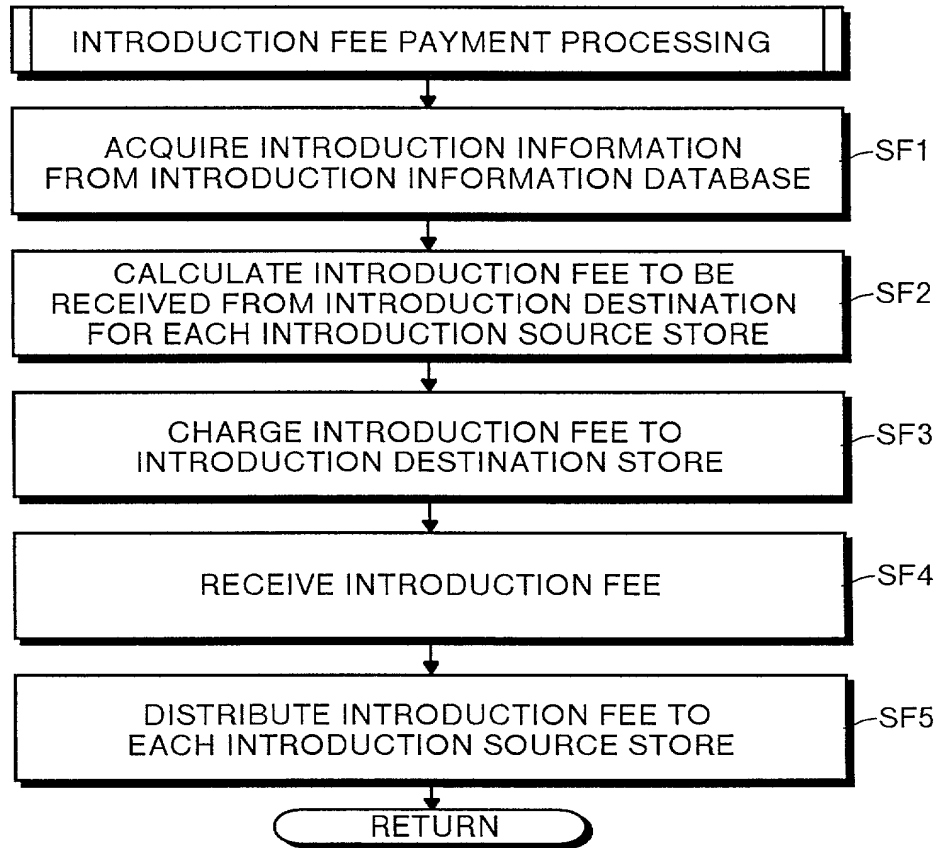 INTRODUCTION FEE PAYMENT PROCESSING
ACQUIRE INTRODUCTION INFORMATION
FROM INTRODUCTION INFORMATION DATABASE
SF1
CALCULATE INTRODUCTION FEE TO BE
RECEIVED FROM INTRODUCTION DESTINATION
FOR EACH INTRODUCTION SOURCE STORE
SF2
CHARGE INTRODUCTION FEE TO
INTRODUCTION DESTINATION STORE
SF3
RECEIVE INTRODUCTION FEE
SF4
DISTRIBUTE INTRODUCTION FEE TO
EACH INTRODUCTION SOURCE STORE
SF5
RETURN